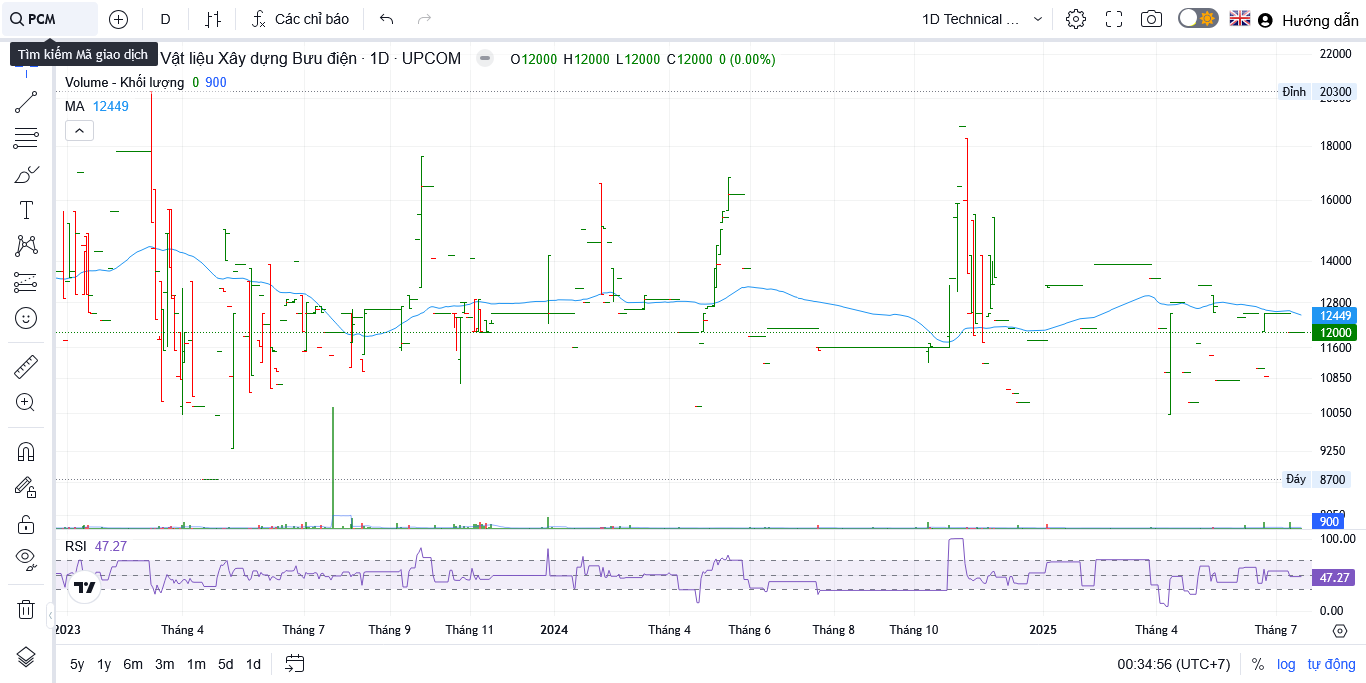 PCM
D
Các chỉ báo
1D Technical ...
Hướng dẫn
Tìm kiếm Mã giao dịch
Vật liệu Xây dựng Bưu điện · 1D · UPCOM
O12000 H12000 L12000 C12000 0 (0.00%)
Volume - Khối lượng 0 900
MA 12449
22000
Đỉnh 20300
18000
16000
14000
12800
12449
12000
11600
10850
10050
9250
Đáy 8700
900
RSI 47.27
100.00
47.27
0.00
2023 Tháng 4 Tháng 7 Tháng 9 Tháng 11 2024 Tháng 4 Tháng 6 Tháng 8 Tháng 10 2025 Tháng 4 Tháng 7
5y 1y 6m 3m 1m 5d 1d
00:34:56 (UTC+7) % log tự động